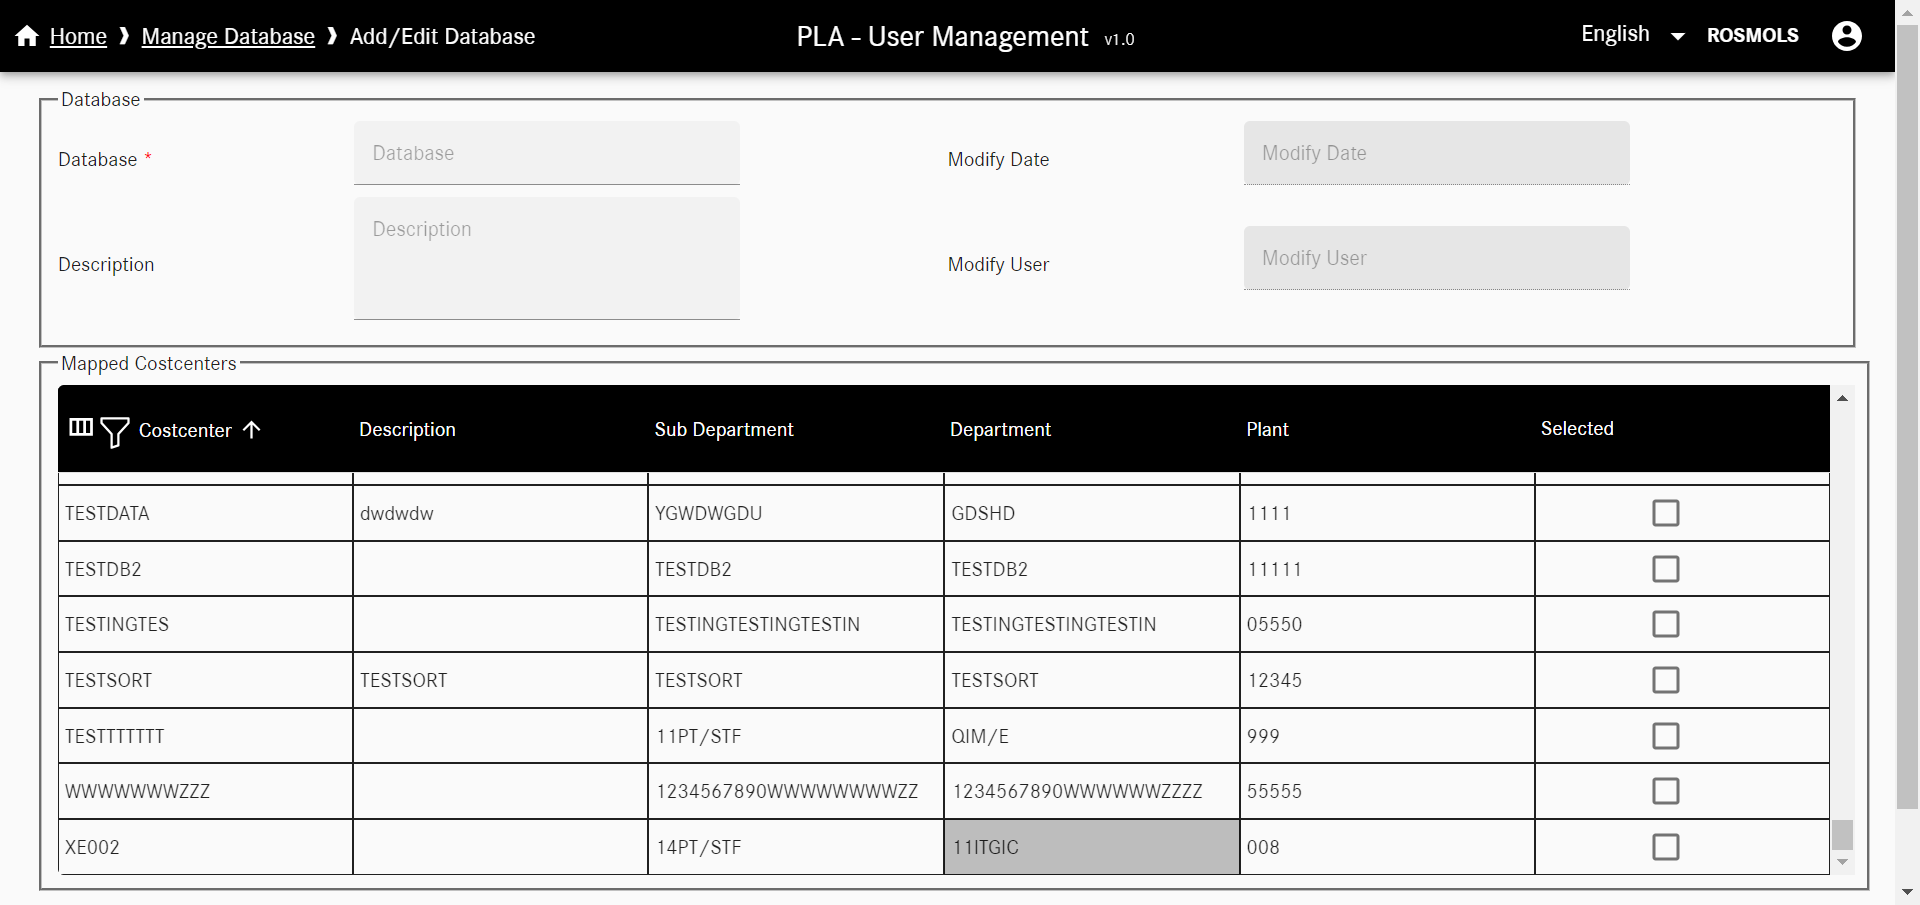 Home ❱ Manage Database ❱ Add/Edit Database
PLA - User Management v1.0
English ROSMOLS
Database
Database * Database Modify Date Modify Date
Description Description Modify User Modify User
Mapped Costcenters
Costcenter Description Sub Department Department Plant Selected
TESTDATA dwdwdw YGWDWGDU GDSHD 1111
TESTDB2 TESTDB2 TESTDB2 11111
TESTINGTES TESTINGTESTINGTESTIN TESTINGTESTINGTESTIN 05550
TESTSORT TESTSORT TESTSORT TESTSORT 12345
TESTTTTTTT 11PT/STF QIM/E 999
WWWWWWWZZZ 1234567890WWWWWWWWZZ 1234567890WWWWWWZZZZ 55555
XE002 14PT/STF 11ITGIC 008